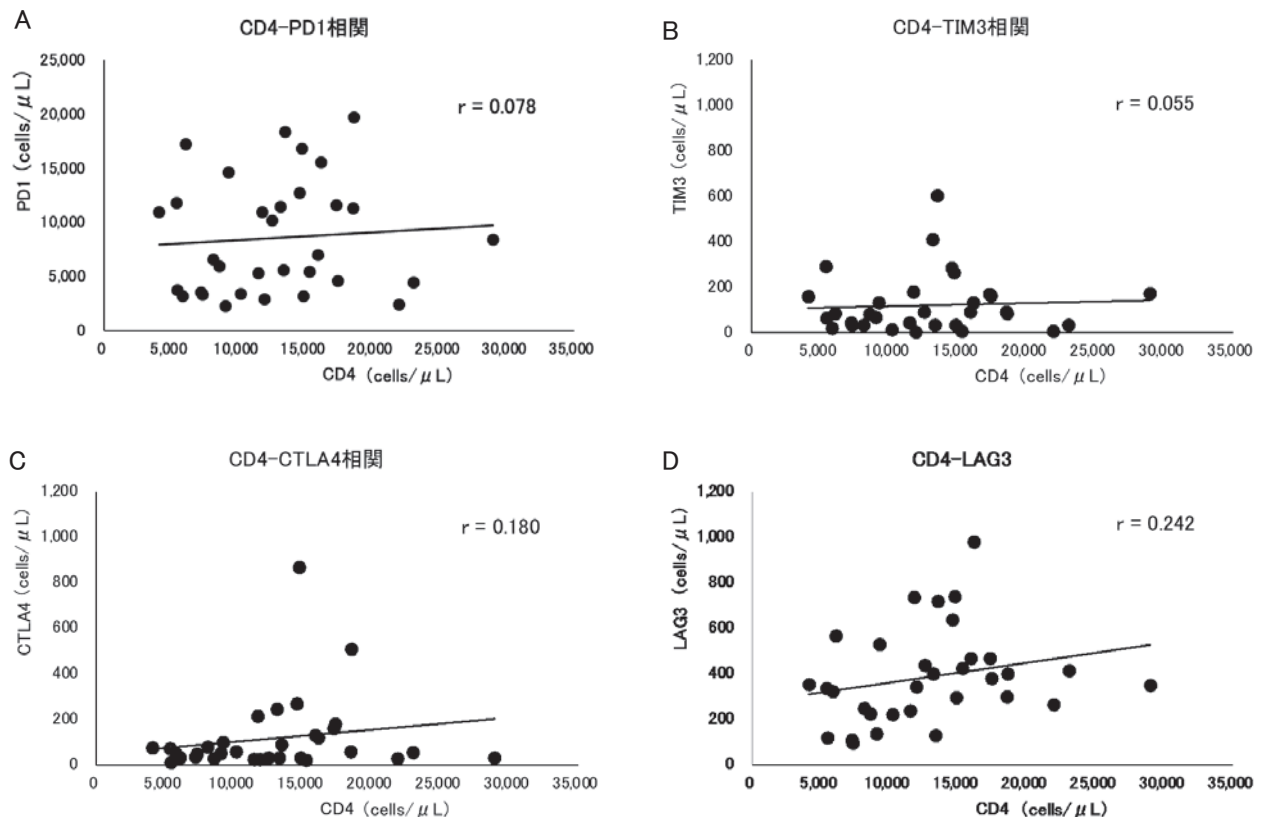 A
CD4-PD1相関
25,000
20,000
15,000
10,000
5,000
0
PD1 (cells/μL)
r = 0.078
0 5,000 10,000 15,000 20,000 25,000 30,000 35,000
CD4 (cells/μL)
B
CD4-TIM3相関
1,200
1,000
800
600
400
200
0
TIM3 (cells/μL)
r = 0.055
0 5,000 10,000 15,000 20,000 25,000 30,000 35,000
CD4 (cells/μL)
C
CD4-CTLA4相関
1,200
1,000
800
600
400
200
0
CTLA4 (cells/μL)
r = 0.180
0 5,000 10,000 15,000 20,000 25,000 30,000 35,000
CD4 (cells/μL)
D
CD4-LAG3
1,200
1,000
800
600
400
200
0
LAG3 (cells/μL)
r = 0.242
0 5,000 10,000 15,000 20,000 25,000 30,000 35,000
CD4 (cells/μL)